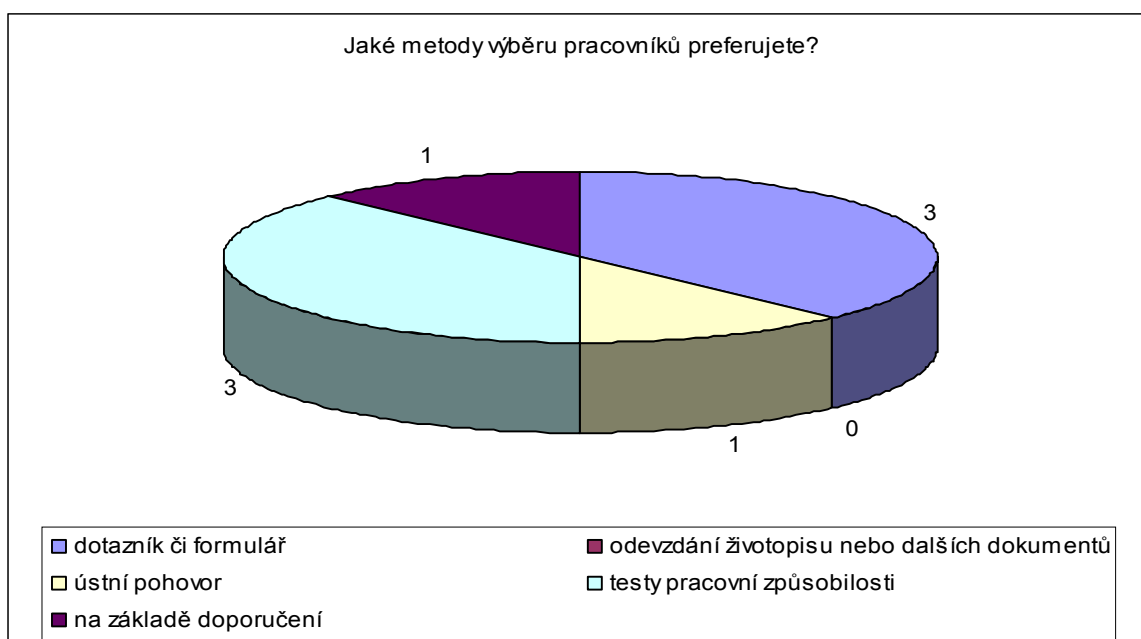 Jaké metody výběru pracovníků preferujete?
1
3
3
0
1
dotazník či formulář
odevzdání životopisu nebo dalších dokumentů
ústní pohovor
testy pracovní způsobilosti
na základě doporučení